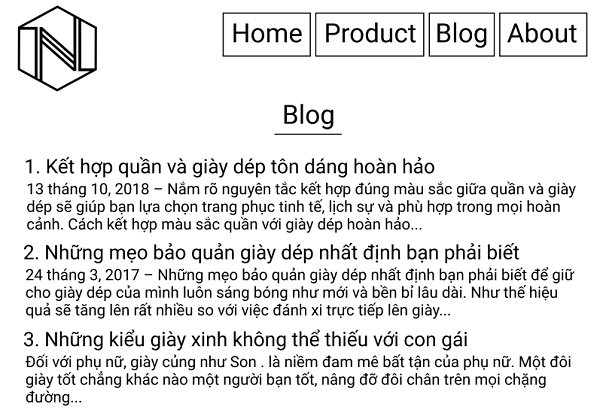 Home
Product
Blog
About
Blog
1. Kết hợp quần và giày dép tôn dáng hoàn hảo
13 tháng 10, 2018 – Nắm rõ nguyên tắc kết hợp đúng màu sắc giữa quần và giày
dép sẽ giúp bạn lựa chọn trang phục tinh tế, lịch sự và phù hợp trong mọi hoàn
cảnh. Cách kết hợp màu sắc quần với giày dép hoàn hảo...
2. Những mẹo bảo quản giày dép nhất định bạn phải biết
24 tháng 3, 2017 – Những mẹo bảo quản giày dép nhất định bạn phải biết để giữ
cho giày dép của mình luôn sáng bóng như mới và bền bỉ lâu dài. Như thế hiệu
quả sẽ tăng lên rất nhiều so với việc đánh xi trực tiếp lên giày...
3. Những kiểu giày xinh không thể thiếu với con gái
Đối với phụ nữ, giày củng như Son . là niềm đam mê bất tận của phụ nữ. Một đôi
giày tốt chẳng khác nào một người bạn tốt, nâng đỡ đôi chân trên mọi chặng
đường...